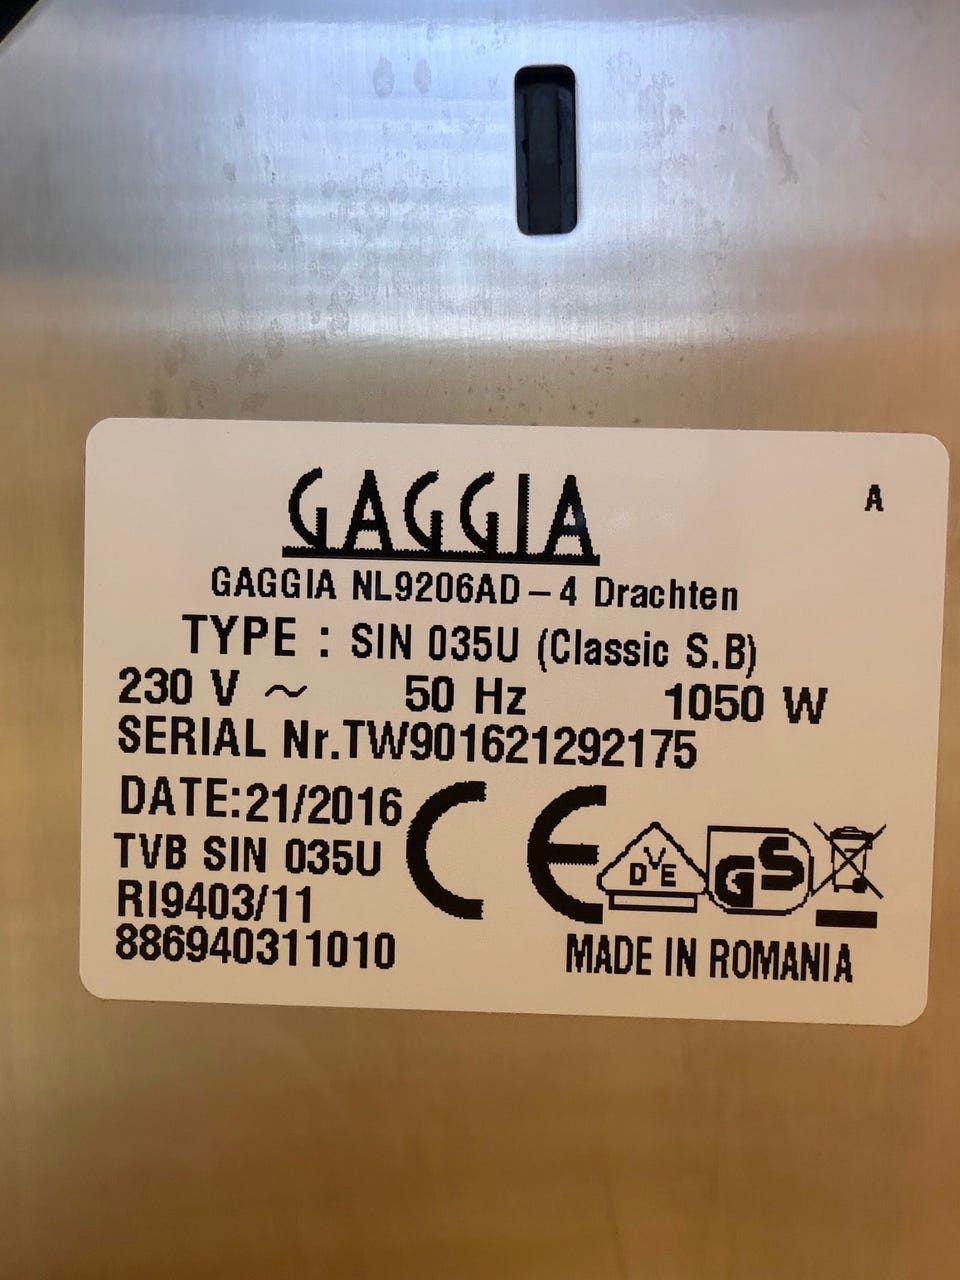 GAGGIA
A
GAGGIA NL9206AD – 4 Drachten
TYPE : SIN 035U (Classic S.B)
230 V ~ 50 Hz 1050 W
SERIAL Nr.TW901621292175
DATE:21/2016
TVB SIN 035U
RI9403/11
886940311010
CE
DVE
GS
MADE IN ROMANIA